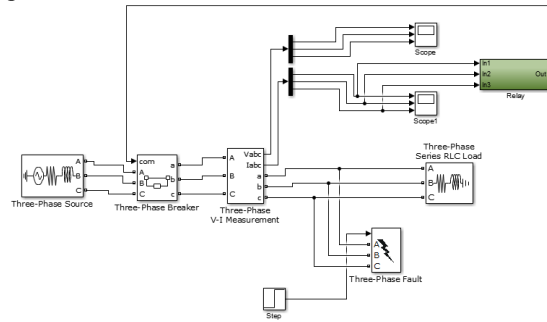 Scope
In1
In2
In3
Out
Relay
Scope1
Vabc
Iabc
a
b
c
A
B
C
Three-Phase
V-I Measurement
com
A
B
C
a
b
c
Three-Phase Breaker
A
B
C
Three-Phase Source
Three-Phase
Series RLC Load
A
B
C
A
B
C
Three-Phase Fault
Step